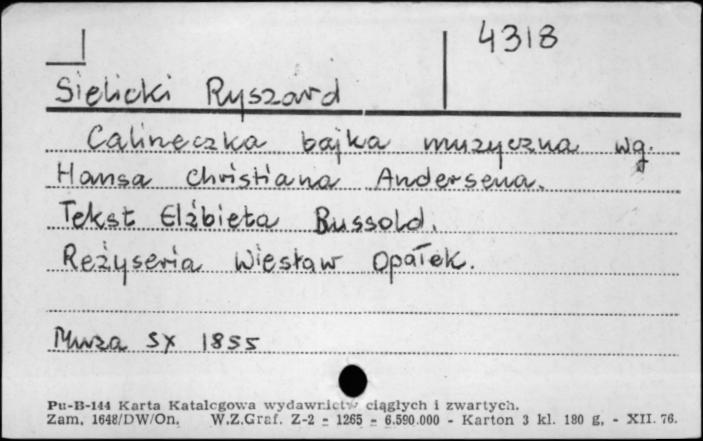 4318
Sielicki Ryszard
Calineczka bajka muzyczna wg.
Hansa Christiana Andersena.
Tekst Elżbieta Bussold.
Reżyseria Wiesław Opałek.
Muza SX 1855
Pu-B-144 Karta Katalogowa wydawnictw ciągłych i zwartych.
Zam. 1648/DW/On. W.Z.Graf. Z-2 - 1265 - 6.590.000 - Karton 3 kl. 180 g. - XII. 76.